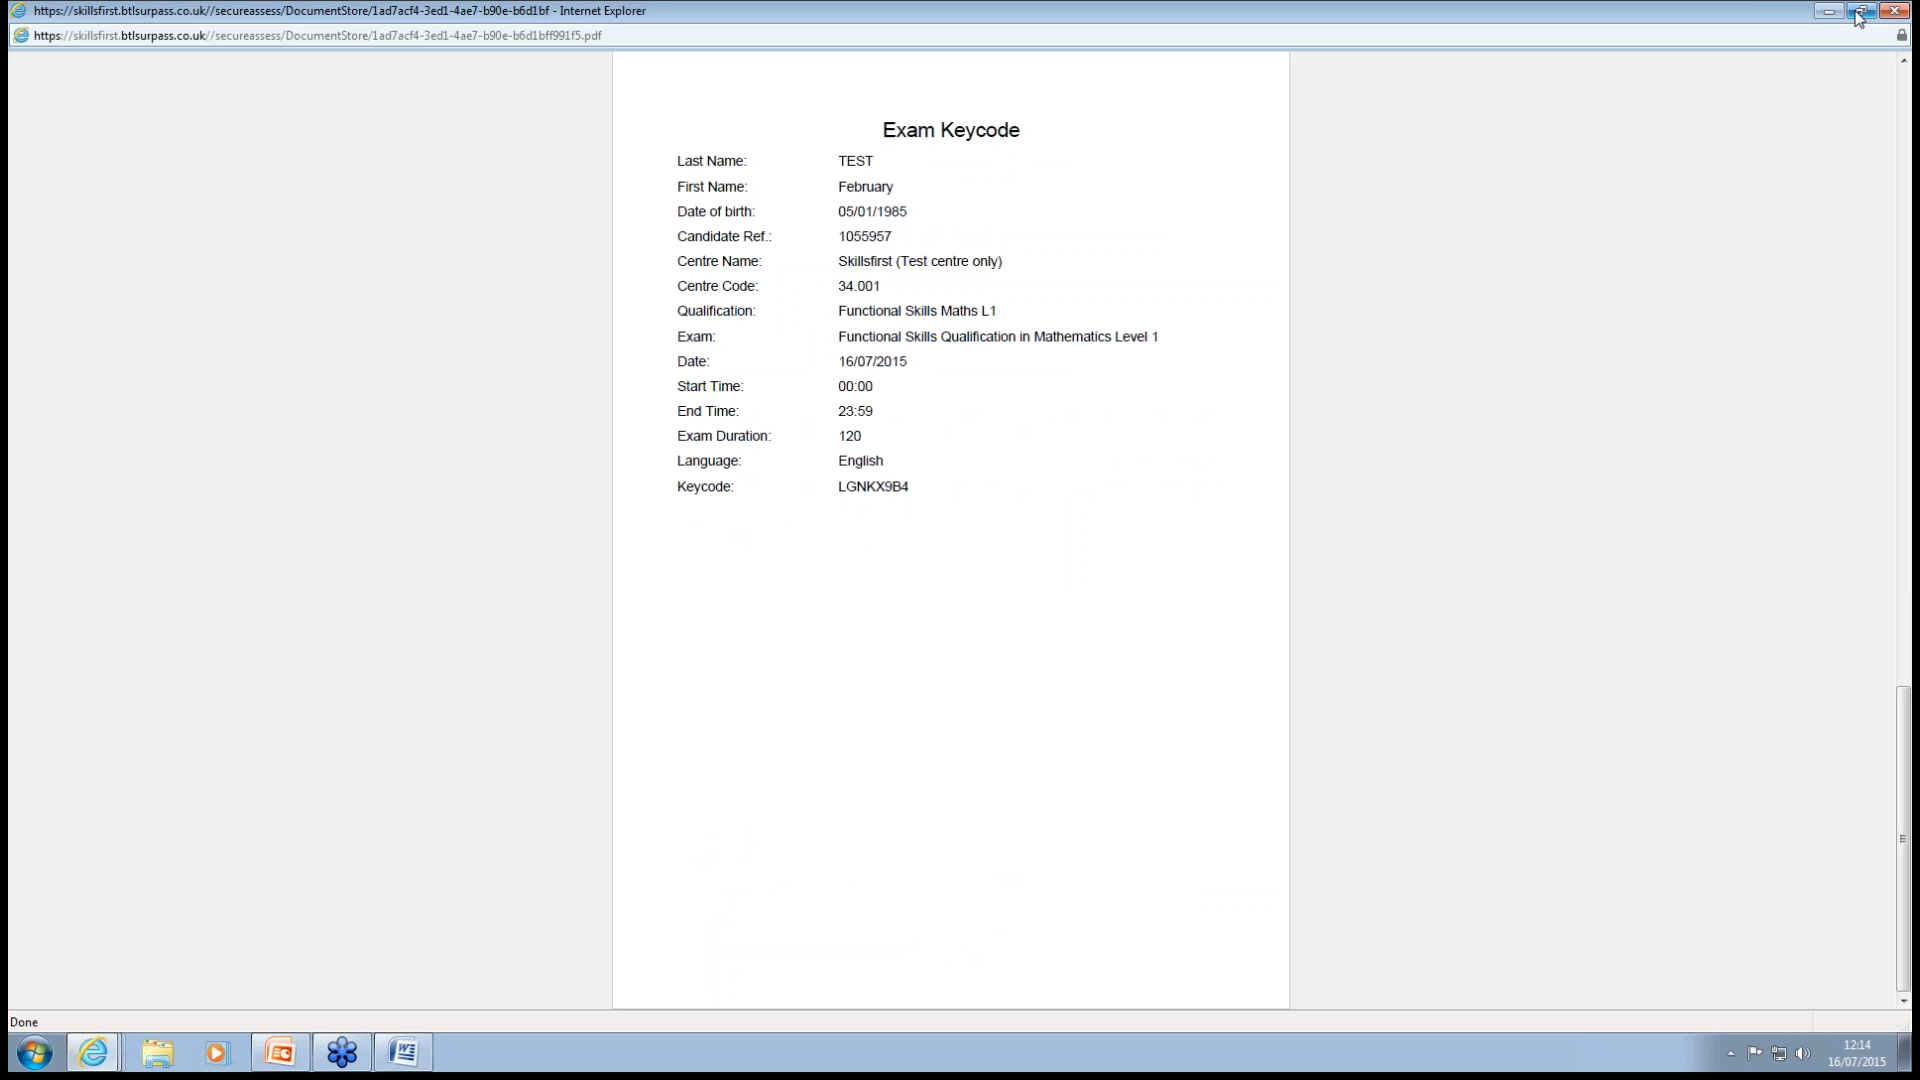 https://skillsfirst.btlsurpass.co.uk//secureassess/DocumentStore/1ad7acf4-3ed1-4ae7-b90e-b6d1bf - Internet Explorer
https://skillsfirst.btlsurpass.co.uk//secureassess/DocumentStore/1ad7acf4-3ed1-4ae7-b90e-b6d1bff991f5.pdf
Exam Keycode
Last Name: TEST
First Name: February
Date of birth: 05/01/1985
Candidate Ref.: 1055957
Centre Name: Skillsfirst (Test centre only)
Centre Code: 34.001
Qualification: Functional Skills Maths L1
Exam: Functional Skills Qualification in Mathematics Level 1
Date: 16/07/2015
Start Time: 00:00
End Time: 23:59
Exam Duration: 120
Language: English
Keycode: LGNKX9B4
Done
12:14
16/07/2015